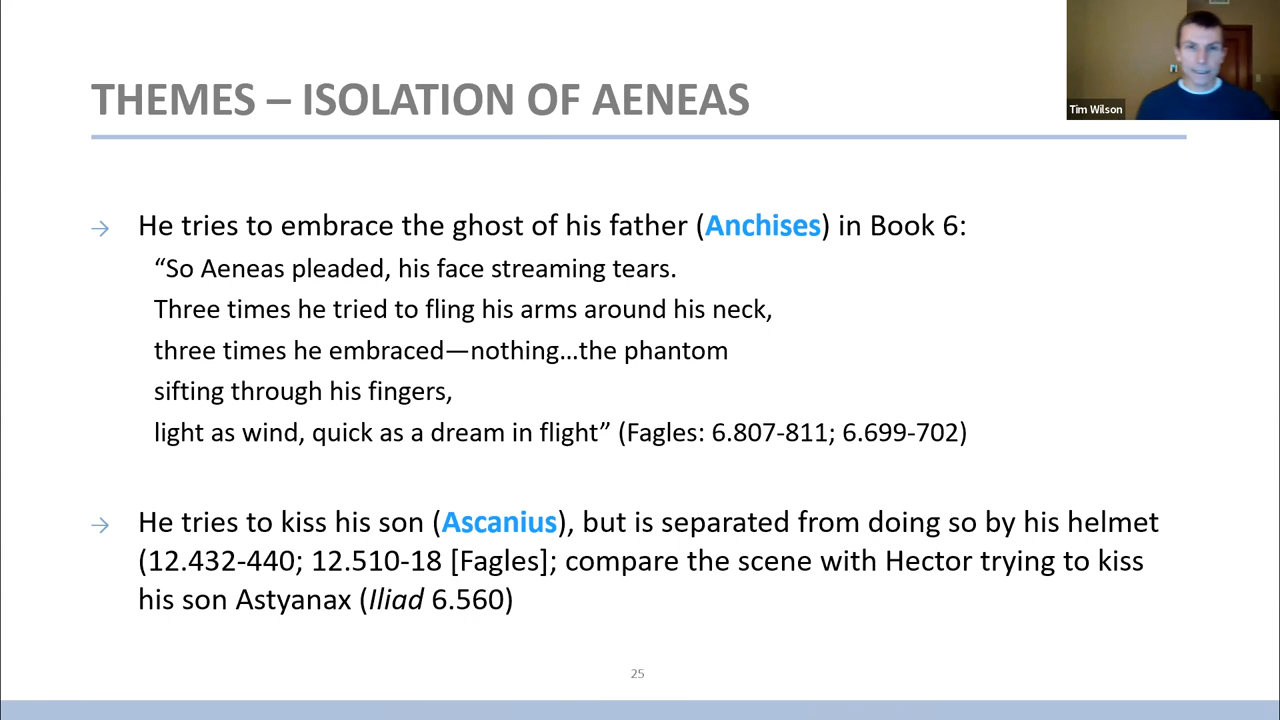 THEMES – ISOLATION OF AENEAS
Tim Wilson
→ He tries to embrace the ghost of his father (Anchises) in Book 6:
“So Aeneas pleaded, his face streaming tears.
Three times he tried to fling his arms around his neck,
three times he embraced—nothing...the phantom
sifting through his fingers,
light as wind, quick as a dream in flight” (Fagles: 6.807-811; 6.699-702)
→ He tries to kiss his son (Ascanius), but is separated from doing so by his helmet
(12.432-440; 12.510-18 [Fagles]; compare the scene with Hector trying to kiss
his son Astyanax (Iliad 6.560)
25